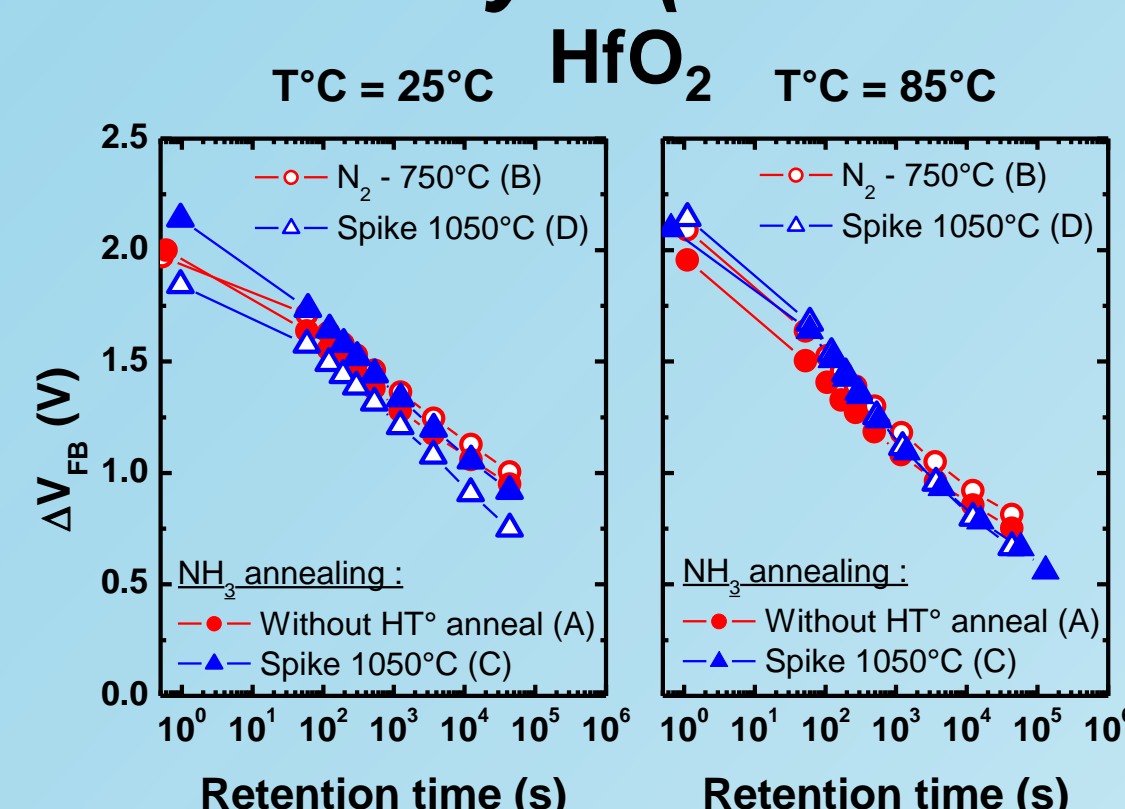 HfO₂
T°C = 25°C
T°C = 85°C
ΔV_FB (V)
2.5
2.0
1.5
1.0
0.5
0.0
N₂ - 750°C (B)
Spike 1050°C (D)
NH₃ annealing :
Without HT° anneal (A)
Spike 1050°C (C)
10⁰ 10¹ 10² 10³ 10⁴ 10⁵ 10⁶
Retention time (s)
N₂ - 750°C (B)
Spike 1050°C (D)
NH₃ annealing :
Without HT° anneal (A)
Spike 1050°C (C)
10⁰ 10¹ 10² 10³ 10⁴ 10⁵ 10
Retention time (s)